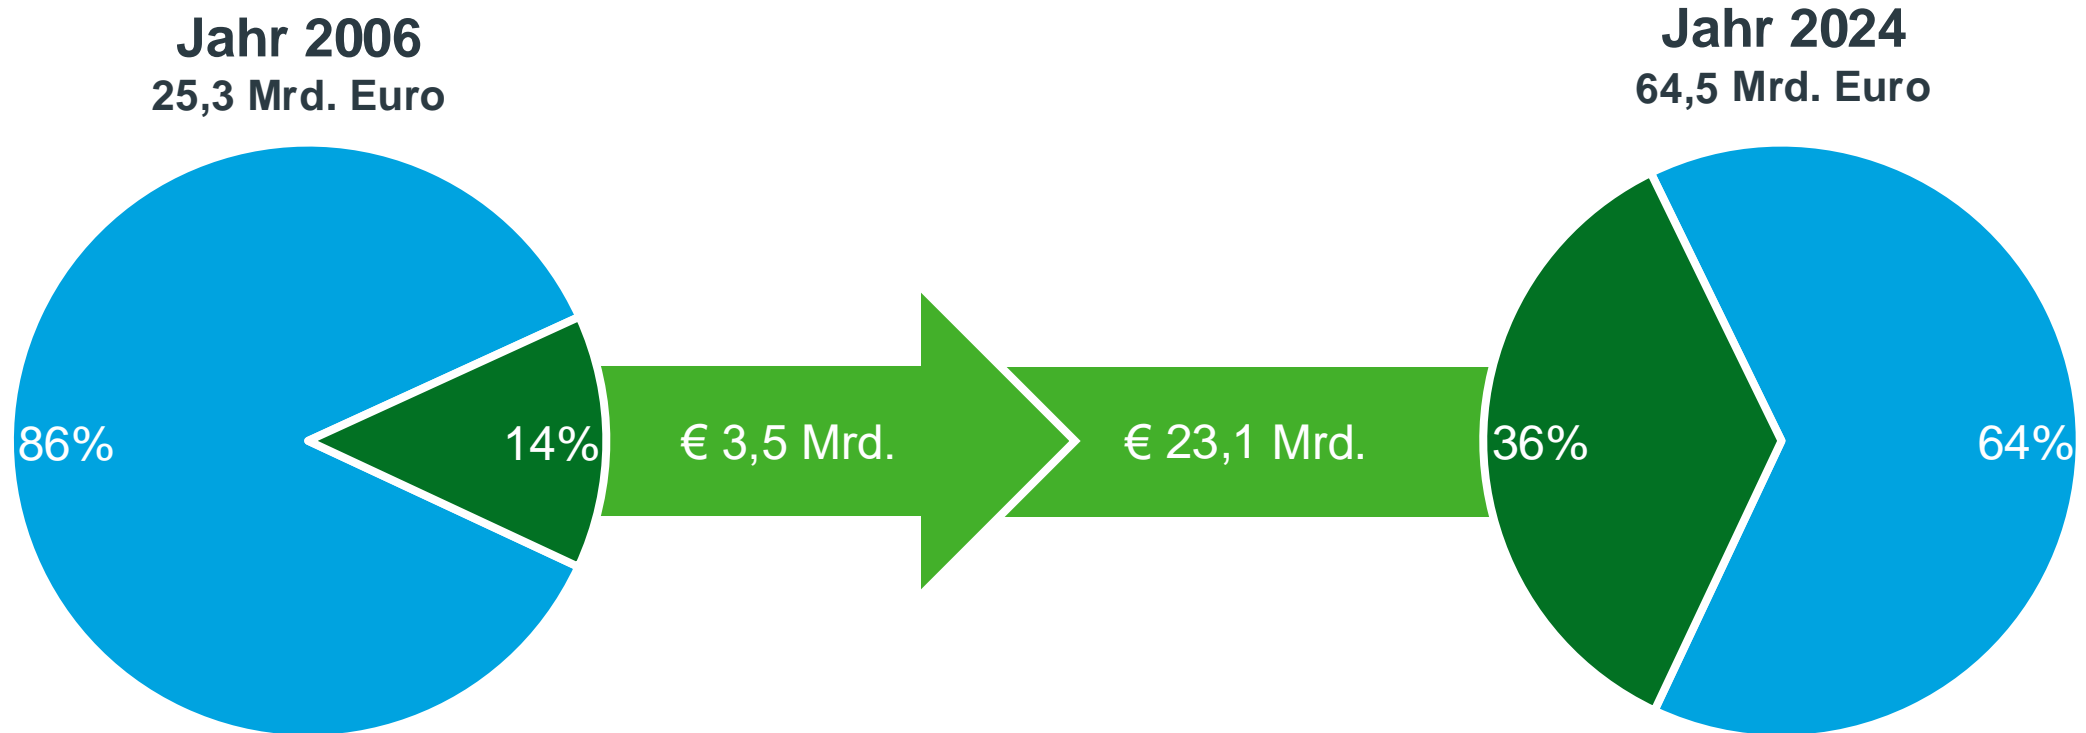 Jahr 2006
25,3 Mrd. Euro
Jahr 2024
64,5 Mrd. Euro
86%
14%
€ 3,5 Mrd.
€ 23,1 Mrd.
36%
64%